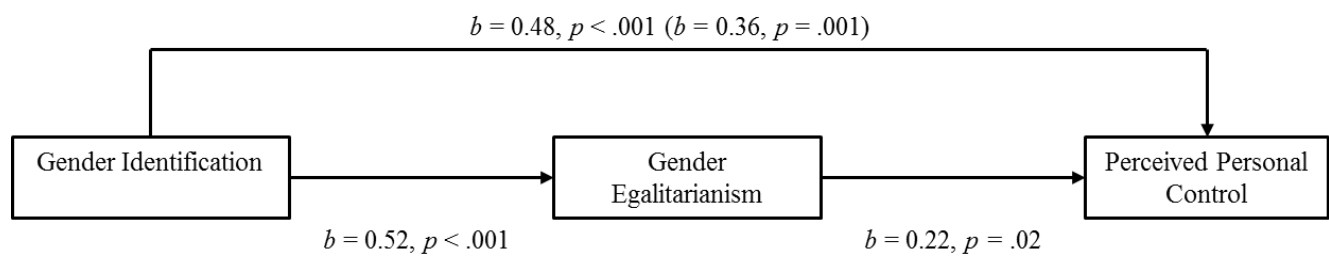 b = 0.48, p < .001 (b = 0.36, p = .001)
Gender Identification
Gender
Egalitarianism
Perceived Personal
Control
b = 0.52, p < .001
b = 0.22, p = .02